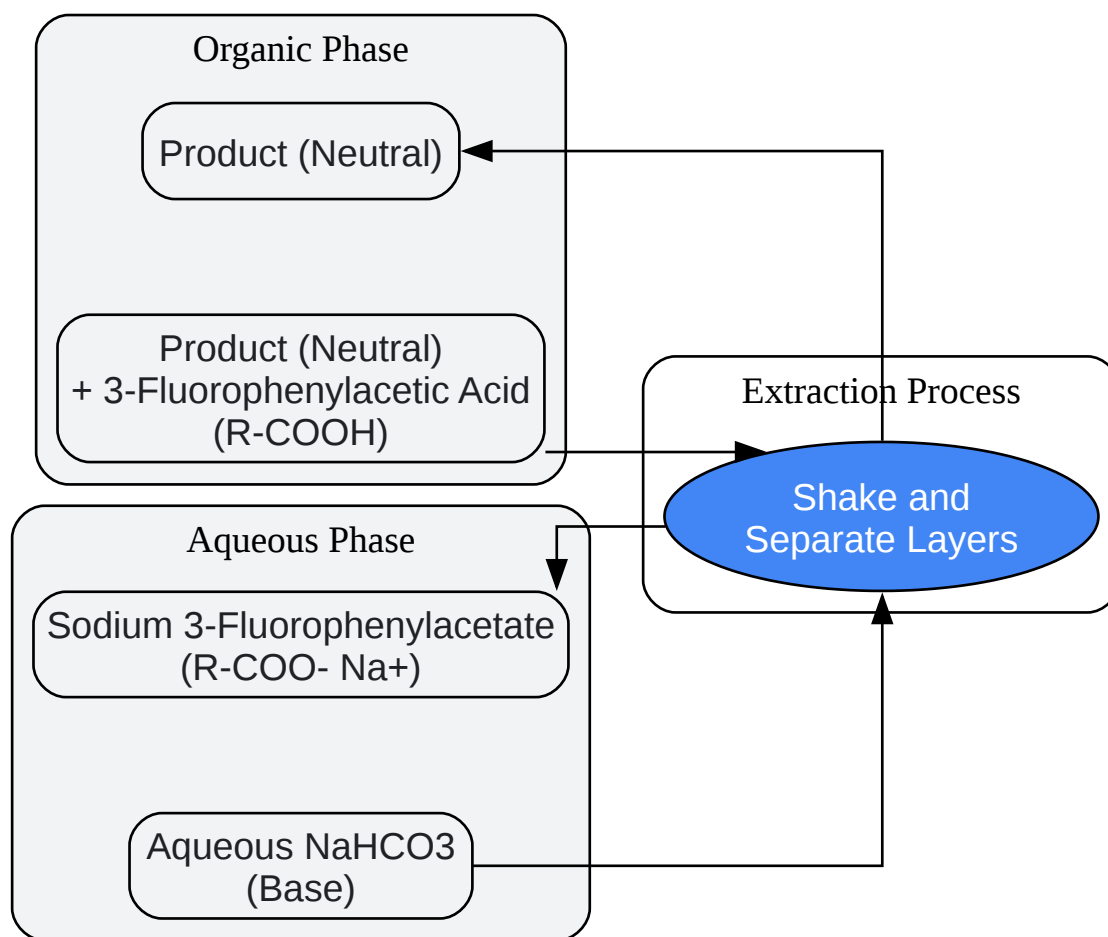 Organic Phase
Product (Neutral)
Product (Neutral)
+ 3-Fluorophenylacetic Acid
(R-COOH)
Extraction Process
Shake and
Separate Layers
Aqueous Phase
Sodium 3-Fluorophenylacetate
(R-COO- Na+)
Aqueous NaHCO3
(Base)